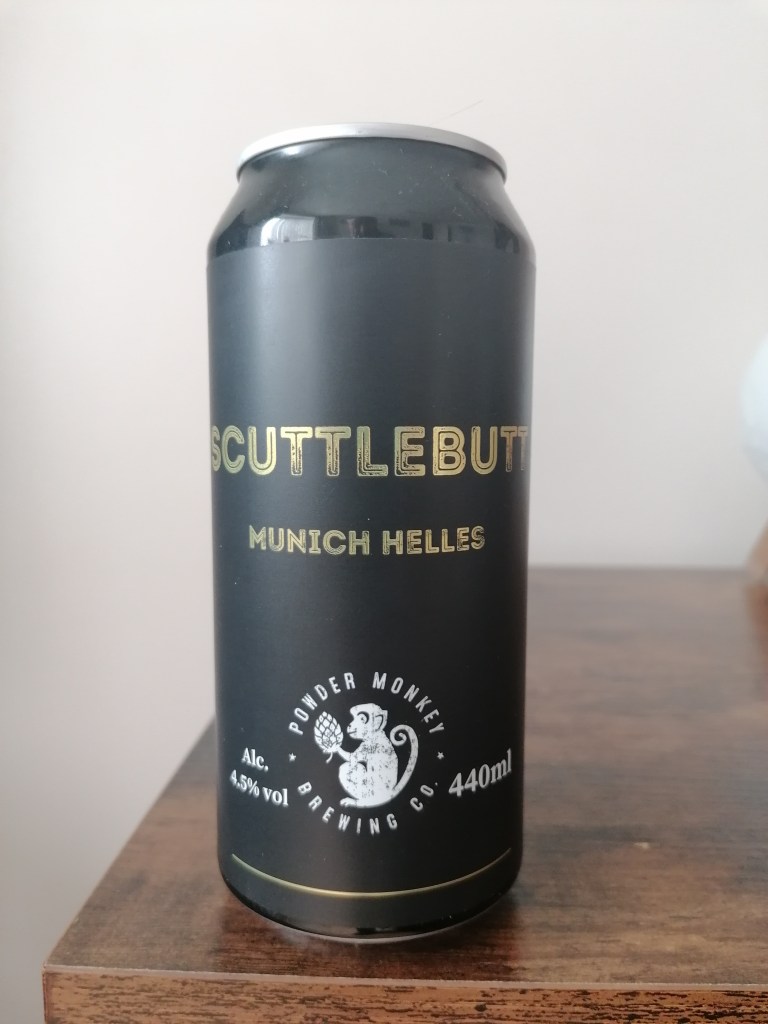 SCUTTLEBUTT
MUNICH HELLES
POWDER MONKEY
BREWING CO.
Alc.
4.5% vol
440ml